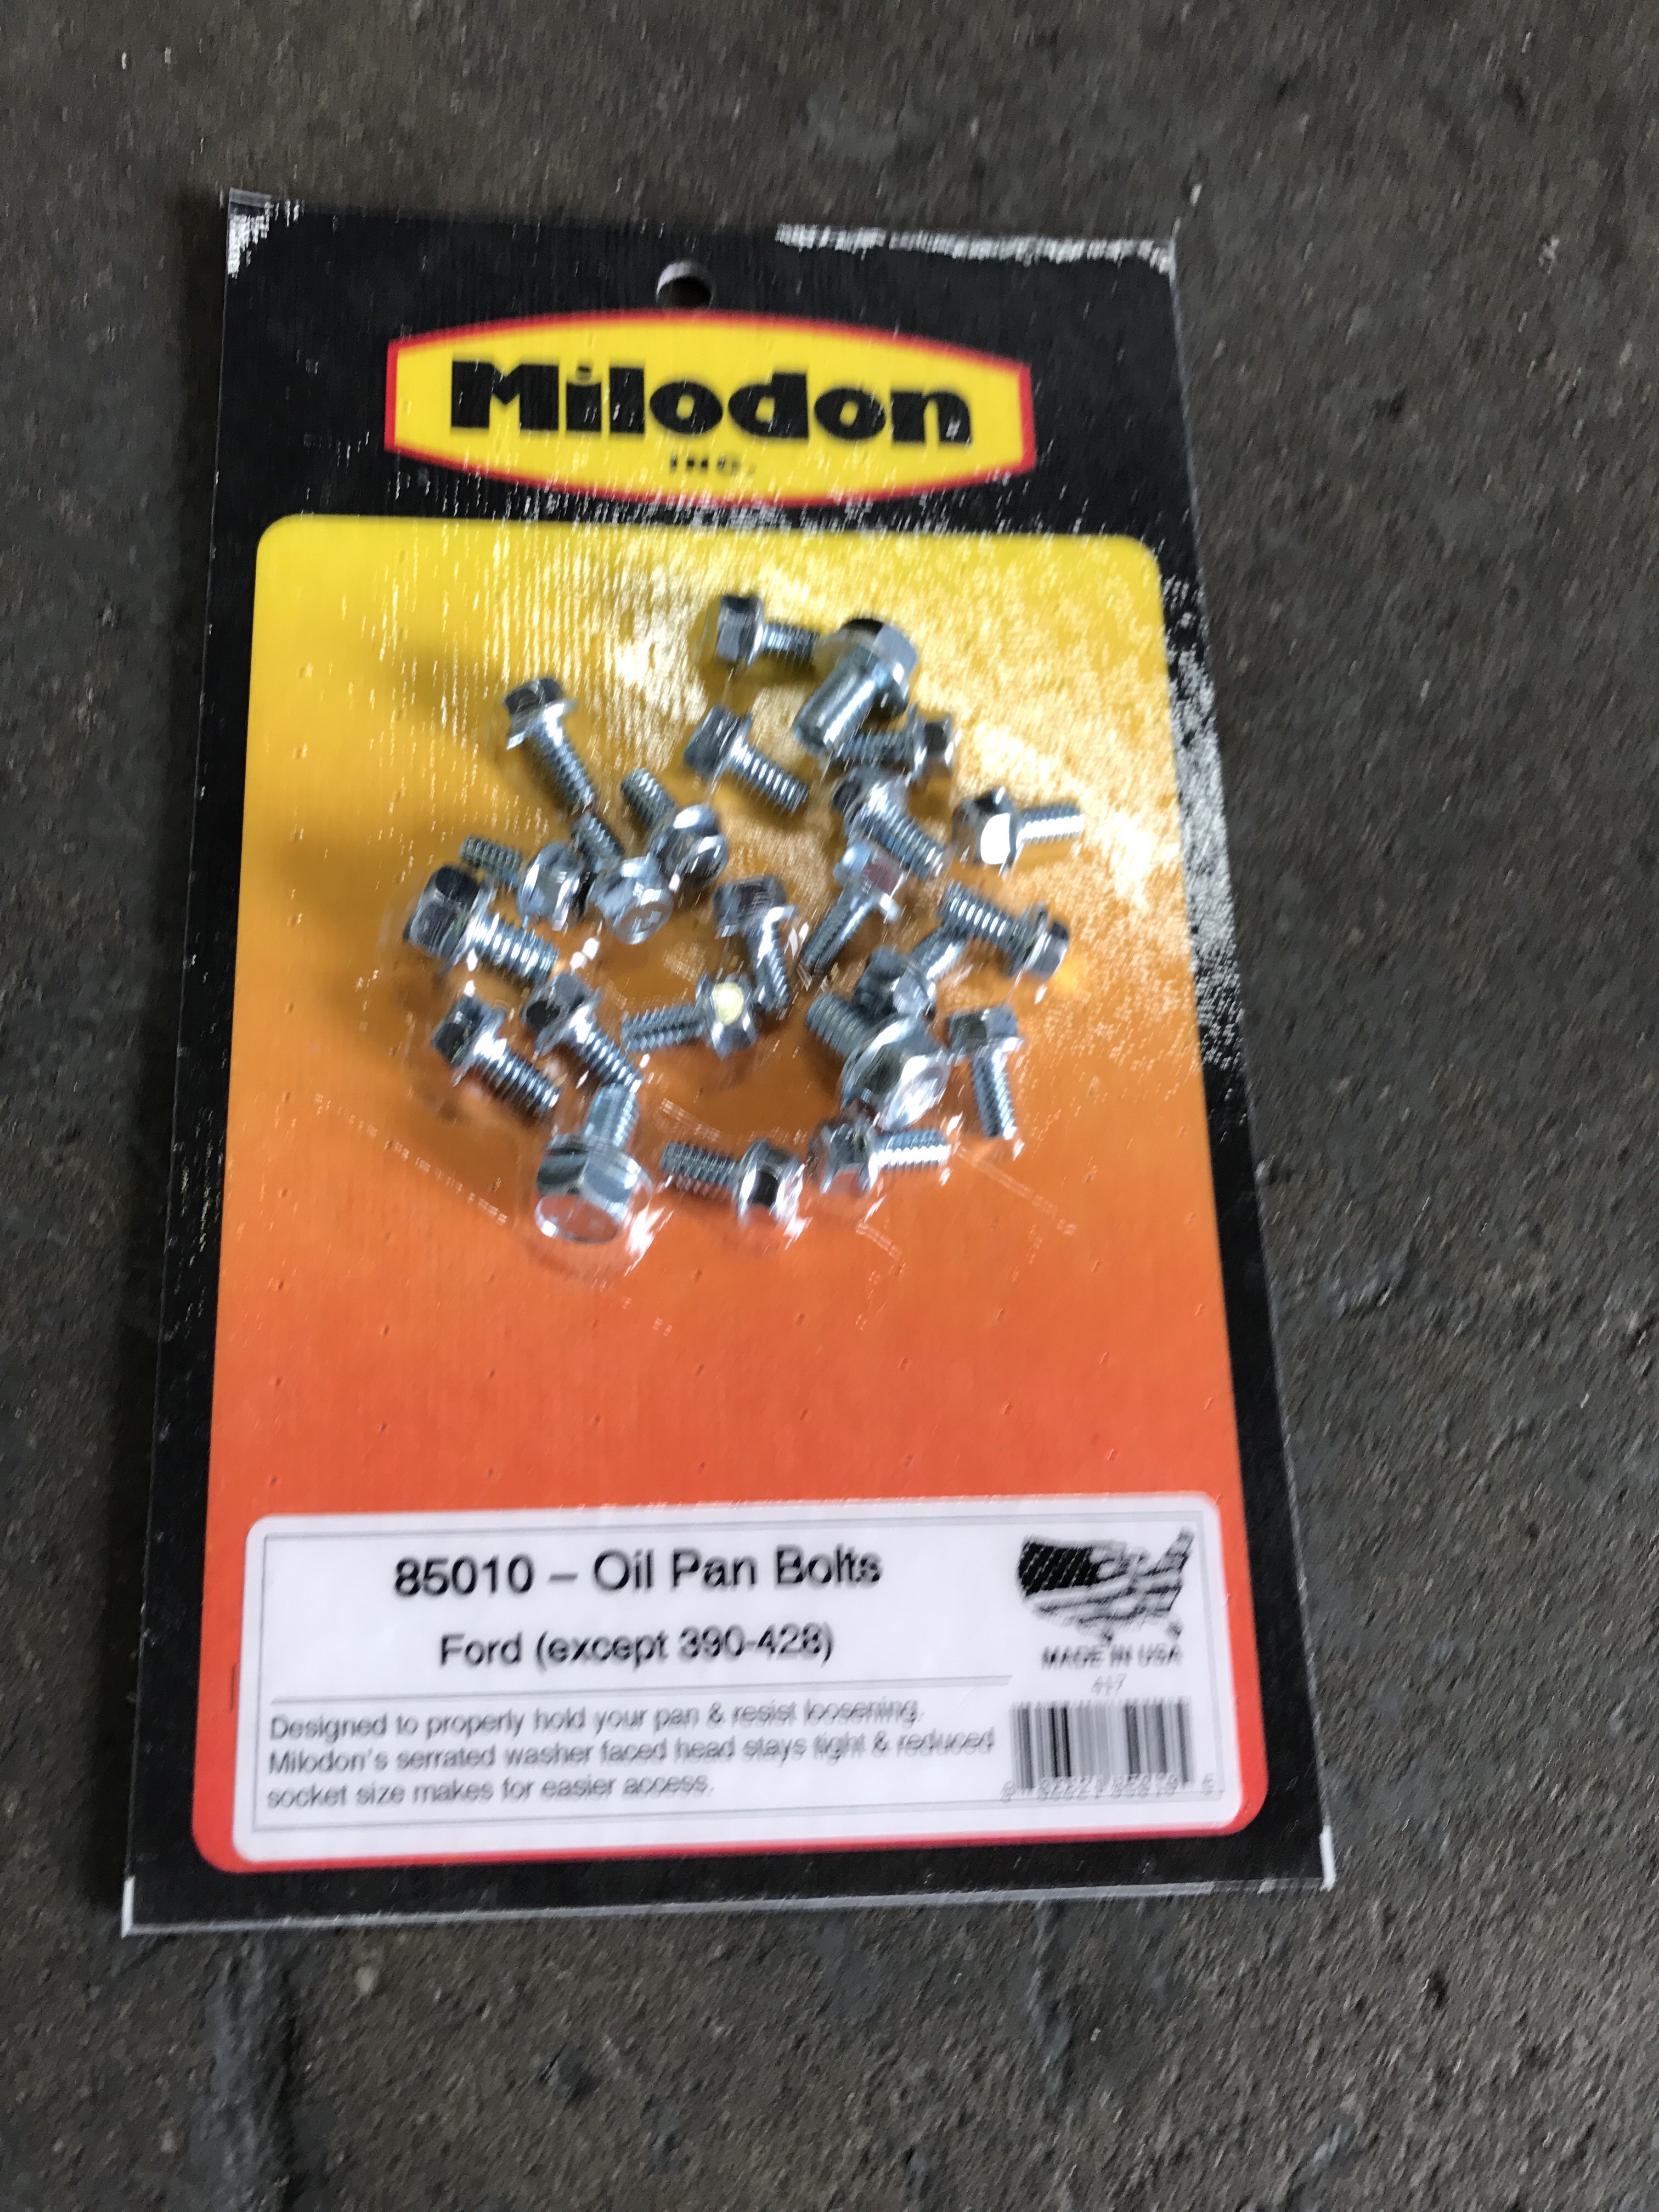 Milodon
INC.
85010 – Oil Pan Bolts
Ford (except 390-428)
MADE IN USA
Designed to properly hold your pan & resist loosening.
Milodon's serrated washer faced head stays tight & reduced
socket size makes for easier access.